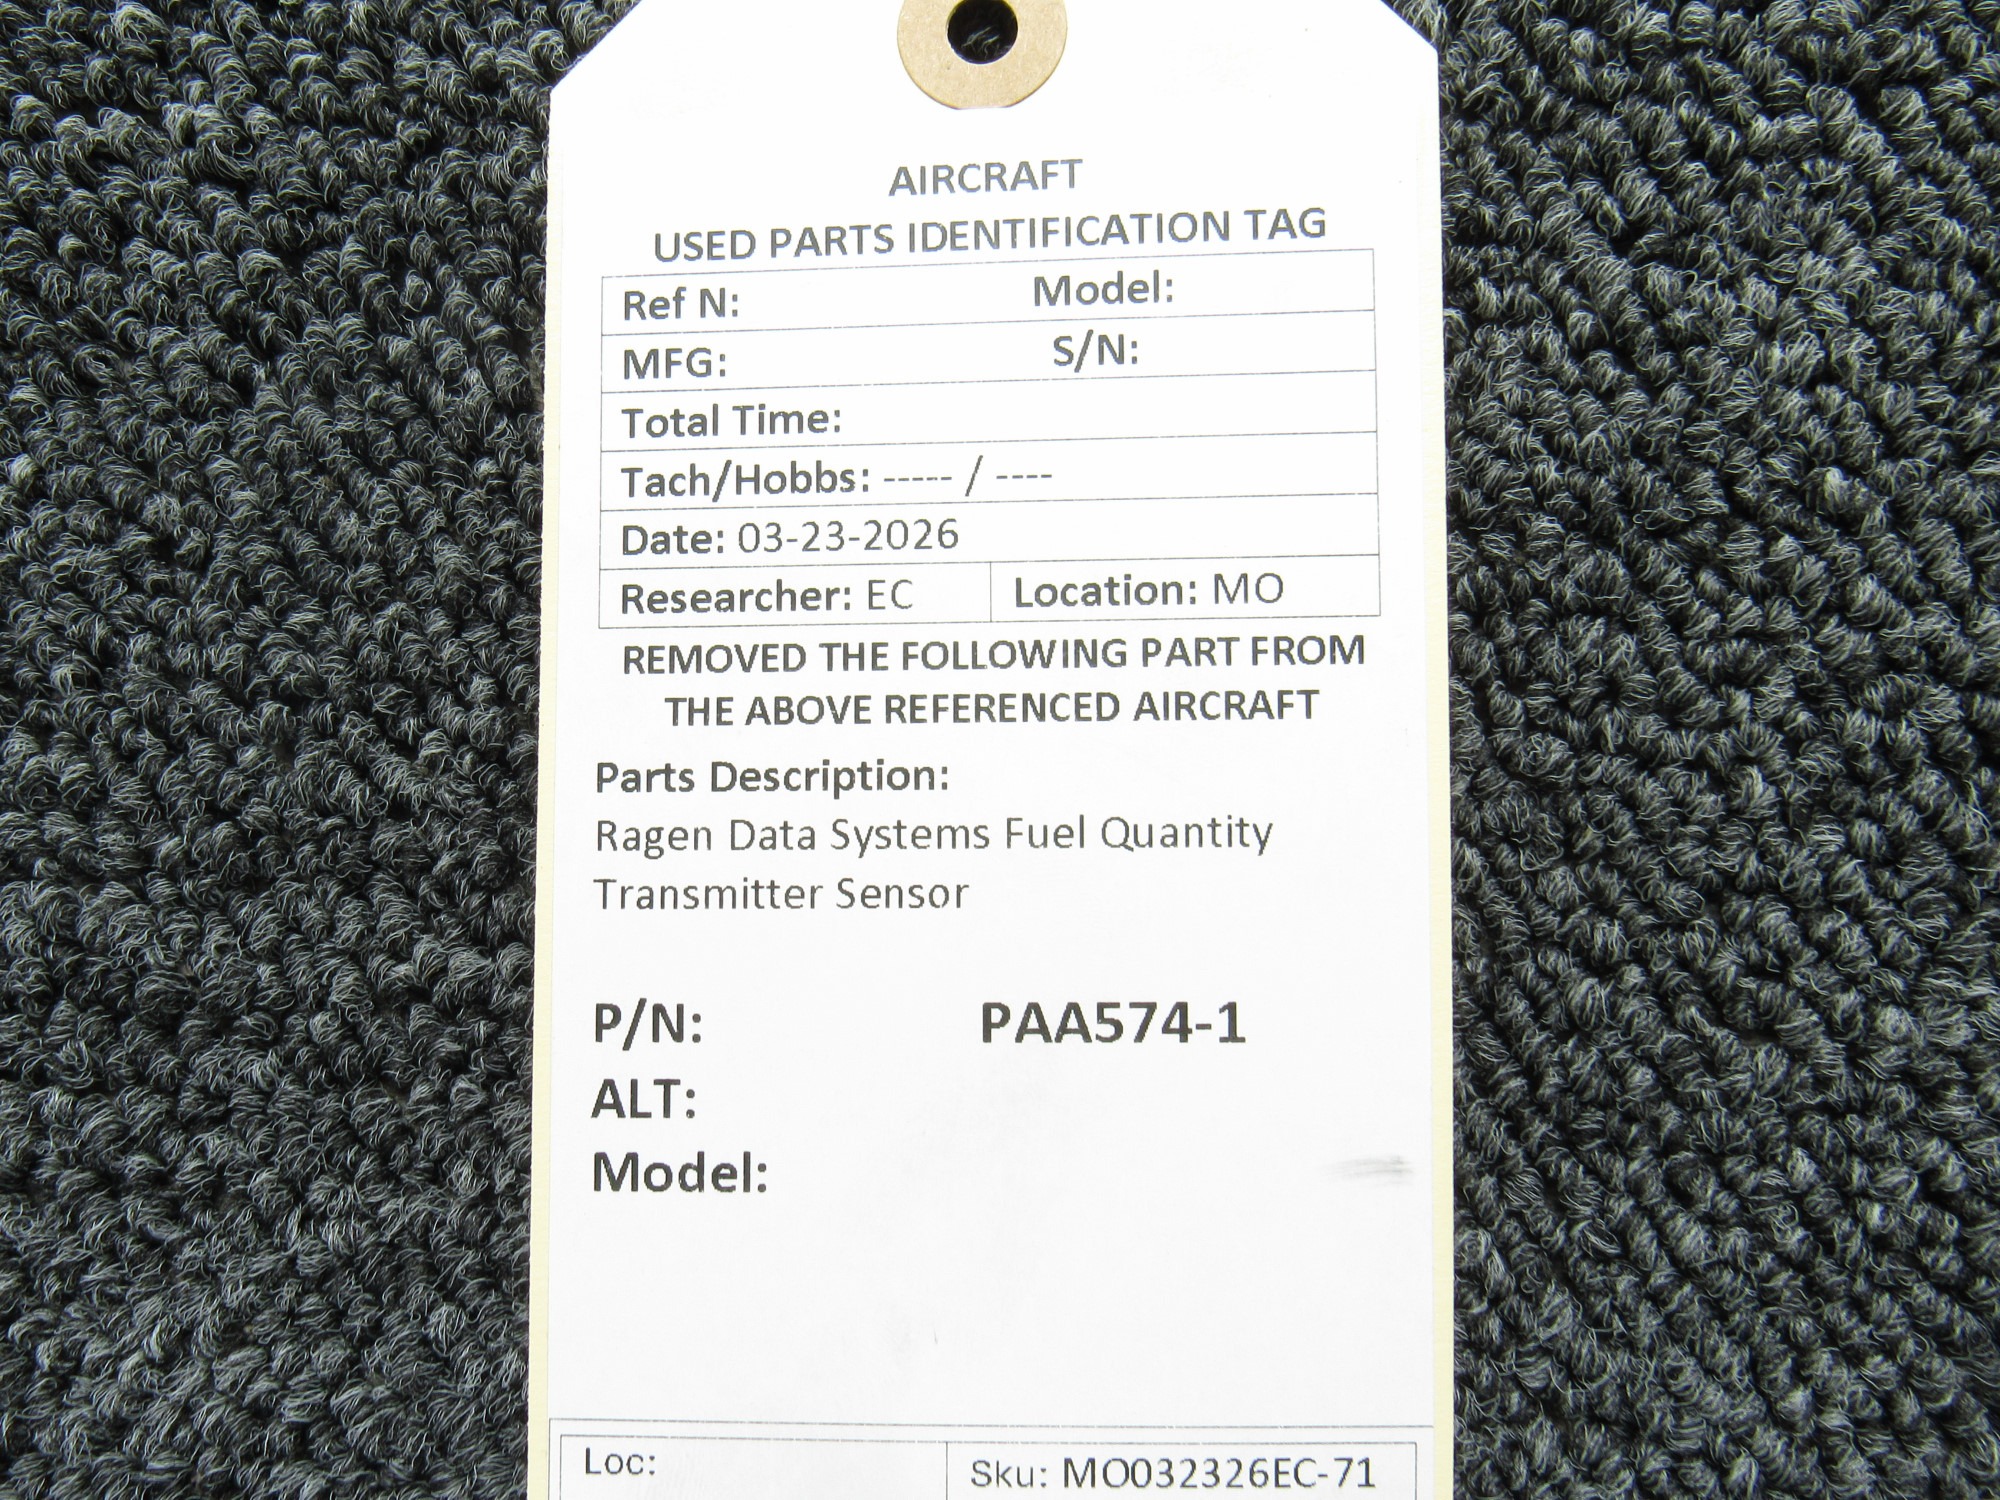 AIRCRAFT
USED PARTS IDENTIFICATION TAG
Ref N: Model:
MFG: S/N:
Total Time:
Tach/Hobbs: ----- / ----
Date: 03-23-2026
Researcher: EC Location: MO
REMOVED THE FOLLOWING PART FROM
THE ABOVE REFERENCED AIRCRAFT
Parts Description:
Ragen Data Systems Fuel Quantity
Transmitter Sensor
P/N: PAA574-1
ALT:
Model:
Loc: Sku: MO032326EC-71